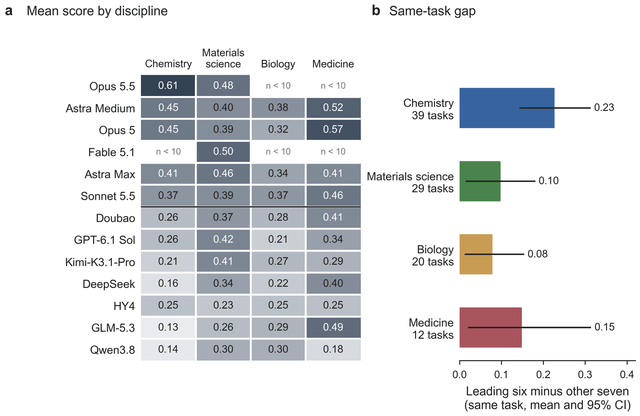 a Mean score by discipline
Chemistry Materials science Biology Medicine
Opus 5.5 0.61 0.48 n < 10 n < 10
Astra Medium 0.45 0.40 0.38 0.52
Opus 5 0.45 0.39 0.32 0.57
Fable 5.1 n < 10 0.50 n < 10 n < 10
Astra Max 0.41 0.46 0.34 0.41
Sonnet 5.5 0.37 0.39 0.37 0.46
Doubao 0.26 0.37 0.28 0.41
GPT-6.1 Sol 0.26 0.42 0.21 0.34
Kimi-K3.1-Pro 0.21 0.41 0.27 0.29
DeepSeek 0.16 0.34 0.22 0.40
HY4 0.25 0.23 0.25 0.25
GLM-5.3 0.13 0.26 0.29 0.49
Qwen3.8 0.14 0.30 0.30 0.18
b Same-task gap
Chemistry
39 tasks
0.23
Materials science
29 tasks
0.10
Biology
20 tasks
0.08
Medicine
12 tasks
0.15
0.0 0.1 0.2 0.3 0.4
Leading six minus other seven
(same task, mean and 95% CI)